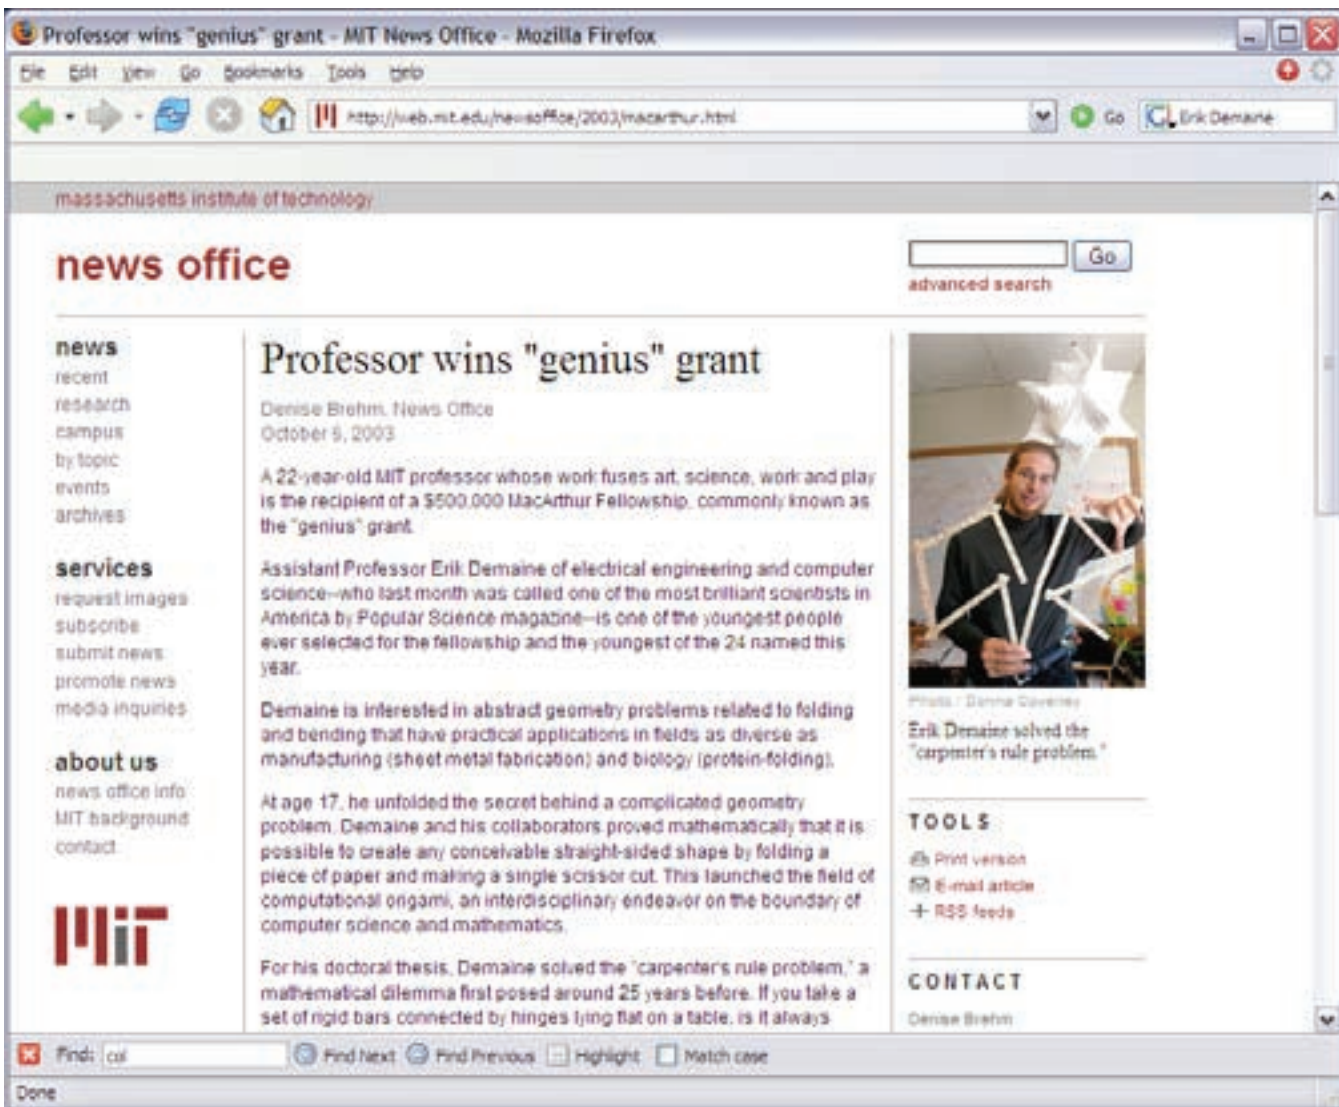 Professor wins "genius" grant - MIT News Office - Mozilla Firefox
File Edit View Go Bookmarks Tools Help
http://web.mit.edu/newsoffice/2003/macarthur.html
Go
Erik Demaine
massachusetts institute of technology
news office
Go
advanced search
news
recent
research
campus
by topic
events
archives
services
request images
subscribe
submit news
promote news
media inquiries
about us
news office info
MIT background
contact
MIT
Professor wins "genius" grant
Denise Brehm, News Office
October 6, 2003
A 22-year-old MIT professor whose work fuses art, science, work and play
is the recipient of a $500,000 MacArthur Fellowship, commonly known as
the "genius" grant.
Assistant Professor Erik Demaine of electrical engineering and computer
science--who last month was called one of the most brilliant scientists in
America by Popular Science magazine--is one of the youngest people
ever selected for the fellowship and the youngest of the 24 named this
year.
Demaine is interested in abstract geometry problems related to folding
and bending that have practical applications in fields as diverse as
manufacturing (sheet metal fabrication) and biology (protein-folding).
At age 17, he unfolded the secret behind a complicated geometry
problem. Demaine and his collaborators proved mathematically that it is
possible to create any conceivable straight-sided shape by folding a
piece of paper and making a single scissor cut. This launched the field of
computational origami, an interdisciplinary endeavor on the boundary of
computer science and mathematics.
For his doctoral thesis, Demaine solved the "carpenter's rule problem," a
mathematical dilemma first posed around 25 years before. If you take a
set of rigid bars connected by hinges lying flat on a table, is it always
Photo / Donna Coveney
Erik Demaine solved the
"carpenter's rule problem."
TOOLS
Print version
E-mail article
RSS feeds
CONTACT
Denise Brehm
Find: col
Find Next
Find Previous
Highlight
Match case
Done